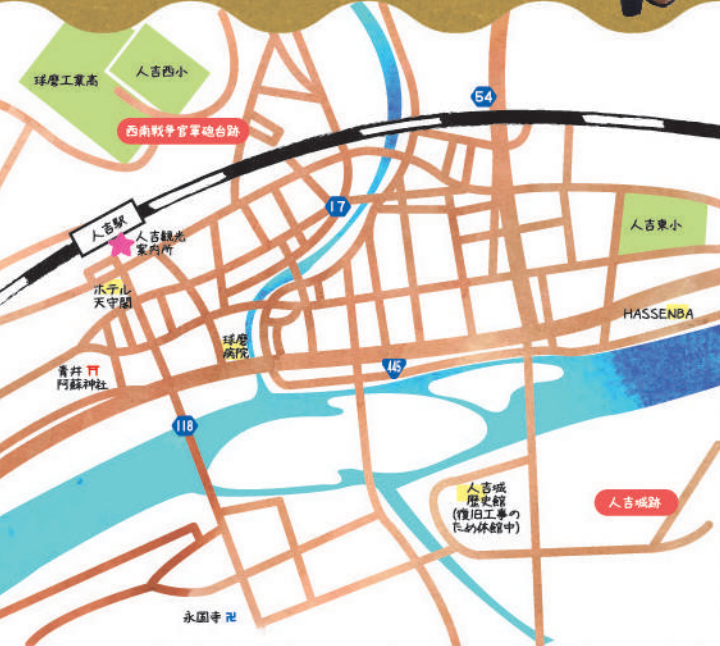 球磨工業高
人吉西小
西南戦争官軍砲台跡
54
17
人吉駅
人吉観光
案内所
人吉東小
ホテル
天守閣
HASSENBA
球磨
病院
青井
阿蘇神社
445
118
人吉城
歴史館
(復旧工事の
ため休館中)
人吉城跡
永国寺 卍